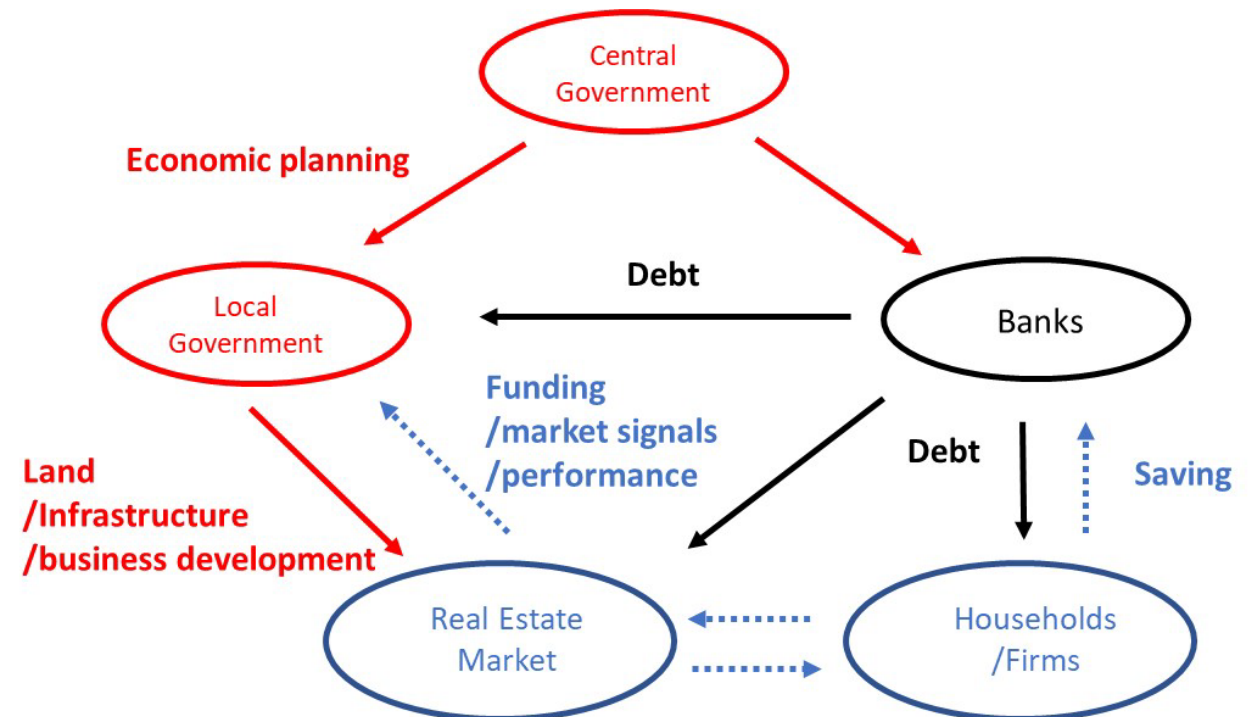 Central
Government
Economic planning
Debt
Local
Government
Banks
Funding
/market signals
/performance
Debt
Saving
Land
/Infrastructure
/business development
Real Estate
Market
Households
/Firms